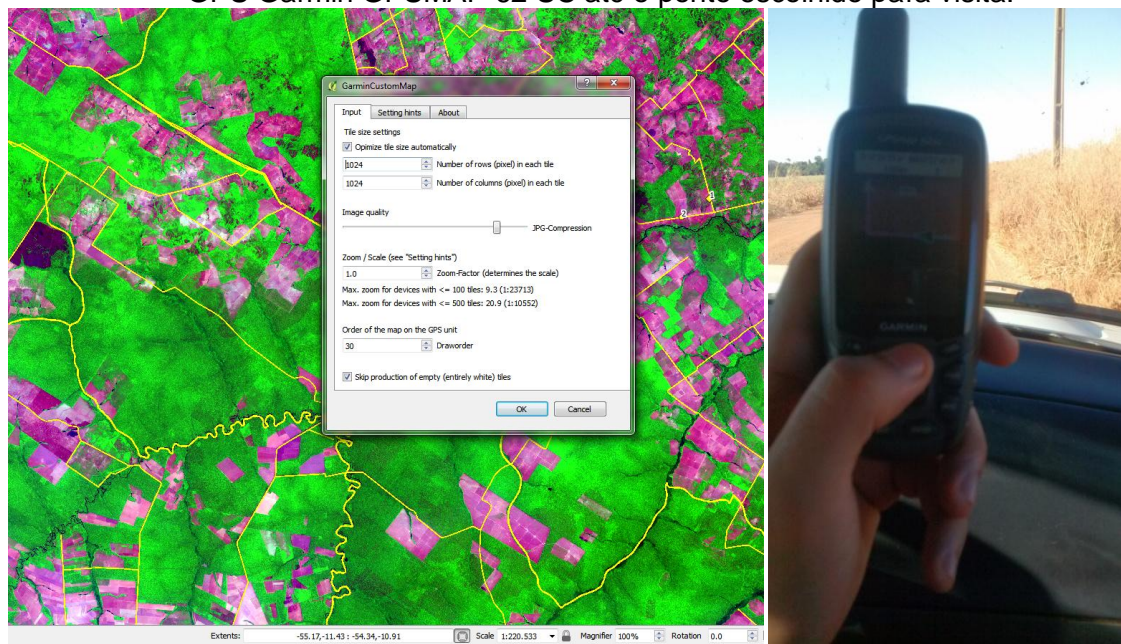 GPS Garmin GPSMAP 62 CS até o ponto escolhido para visita.
GarminCustomMap
Input Setting hints About
Tile size settings
Opimize tile size automatically
1024 Number of rows (pixel) in each tile
1024 Number of columns (pixel) in each tile
Image quality
JPG-Compression
Zoom / Scale (see "Setting hints")
1.0 Zoom-Factor (determines the scale)
Max. zoom for devices with <= 100 tiles: 9.3 (1:23713)
Max. zoom for devices with <= 500 tiles: 20.9 (1:10552)
Order of the map on the GPS unit
30 Draworder
Skip production of empty (entirely white) tiles
OK Cancel
1
2
Extents: -55.17,-11.43 : -54.34,-10.91 Scale 1:220.533 Magnifier 100% Rotation 0.0
GARMIN